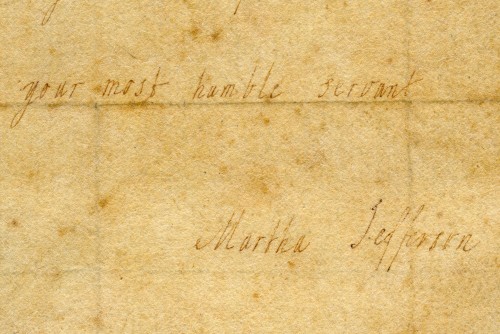 your most humble servant
Martha Jefferson